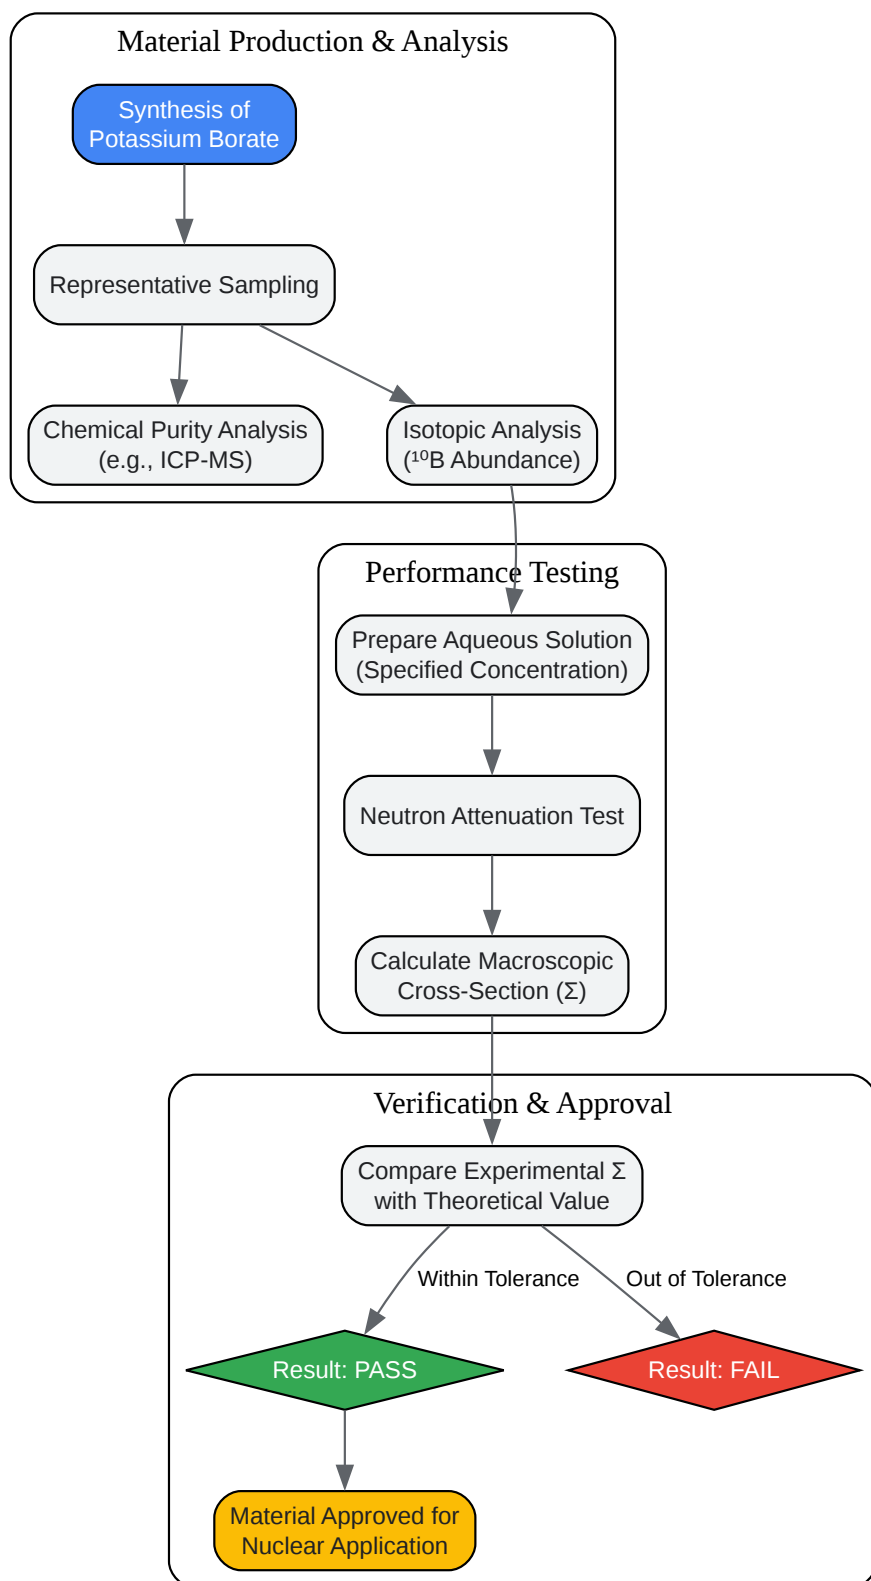 Material Production & Analysis
Synthesis of
Potassium Borate
Representative Sampling
Chemical Purity Analysis
(e.g., ICP-MS)
Isotopic Analysis
(¹⁰B Abundance)
Performance Testing
Prepare Aqueous Solution
(Specified Concentration)
Neutron Attenuation Test
Calculate Macroscopic
Cross-Section (Σ)
Verification & Approval
Compare Experimental Σ
with Theoretical Value
Within Tolerance
Out of Tolerance
Result: PASS
Result: FAIL
Material Approved for
Nuclear Application